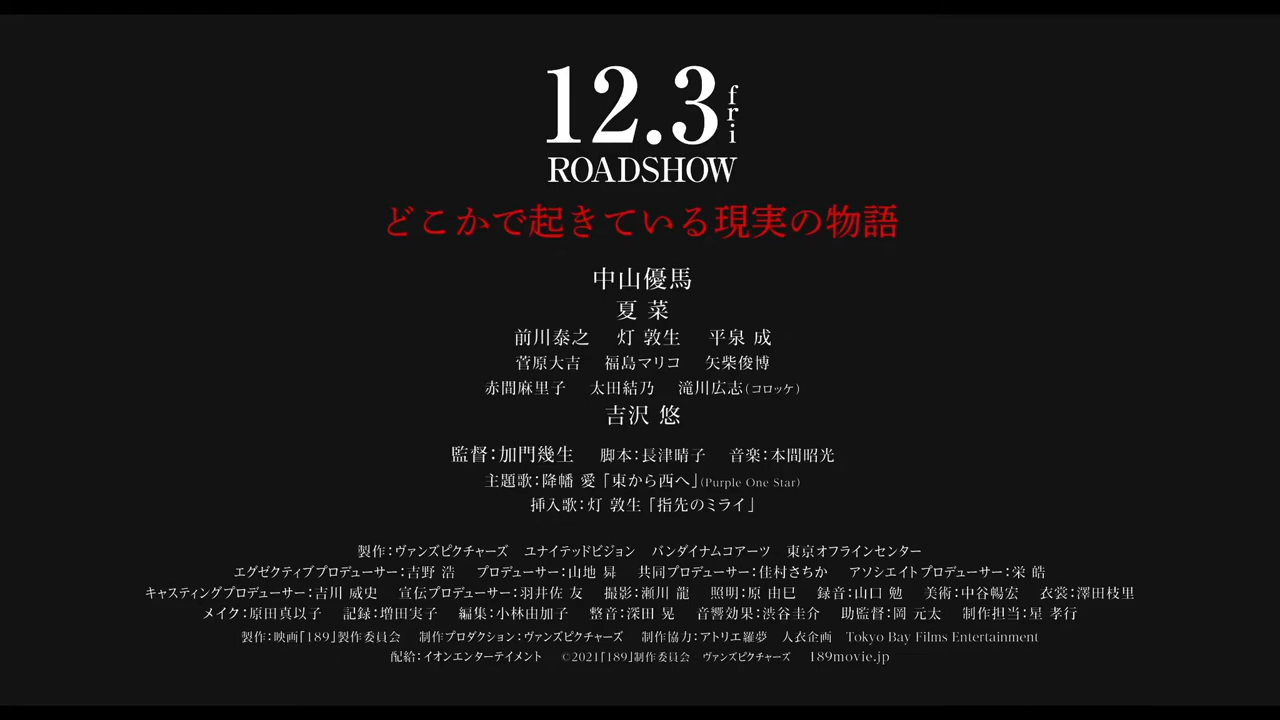 12.3 fri
ROADSHOW
どこかで起きている現実の物語
中山優馬
夏 菜
前川泰之 灯 敦生 平泉 成
菅原大吉 福島マリコ 矢柴俊博
赤間麻里子 太田結乃 滝川広志(コロッケ)
吉沢 悠
監督:加門幾生 脚本:長津晴子 音楽:本間昭光
主題歌:降幡 愛「東から西へ」(Purple One Star)
挿入歌:灯 敦生「指先のミライ」
製作:ヴァンズピクチャーズ ユナイテッドビジョン バンダイナムコアーツ 東京オフラインセンター
エグゼクティブプロデューサー:吉野 浩 プロデューサー:山地 昇 共同プロデューサー:佳村さちか アソシエイトプロデューサー:栄 皓
キャスティングプロデューサー:吉川 威史 宣伝プロデューサー:羽井佐 友 撮影:瀬川 龍 照明:原 由巳 録音:山口 勉 美術:中谷暢宏 衣裳:澤田枝里
メイク:原田真以子 記録:増田実子 編集:小林由加子 整音:深田 晃 音響効果:渋谷圭介 助監督:岡 元太 制作担当:星 孝行
製作:映画「189」製作委員会 制作プロダクション:ヴァンズピクチャーズ 制作協力:アトリエ羅夢 人衣企画 Tokyo Bay Films Entertainment
配給:イオンエンターテイメント ©2021「189」制作委員会 ヴァンズピクチャーズ 189movie.jp